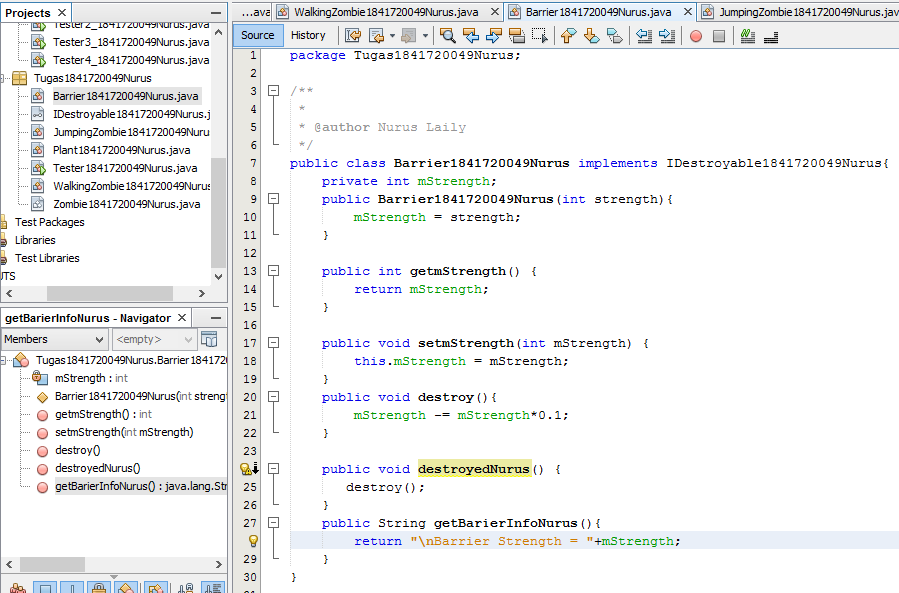 Projects
Tester2_1841720049Nurus.java
Tester3_1841720049Nurus.java
Tester4_1841720049Nurus.java
Tugas1841720049Nurus
Barrier1841720049Nurus.java
IDestroyable1841720049Nurus.j
JumpingZombie1841720049Nuru
Plant1841720049Nurus.java
Tester1841720049Nurus.java
WalkingZombie1841720049Nurus
Zombie1841720049Nurus.java
Test Packages
Libraries
Test Libraries
UTS
getBarierInfoNurus - Navigator
Members
<empty>
Tugas1841720049Nurus.Barrier184172
mStrength : int
Barrier1841720049Nurus(int strengt
getmStrength() : int
setmStrength(int mStrength)
destroy()
destroyedNurus()
getBarierInfoNurus() : java.lang.Str
...ava
WalkingZombie1841720049Nurus.java
Barrier1841720049Nurus.java
JumpingZombie1841720049Nurus.jav
Source
History
1 package Tugas1841720049Nurus;
2
3 /**
4 *
5 * @author Nurus Laily
6 */
7 public class Barrier1841720049Nurus implements IDestroyable1841720049Nurus{
8 private int mStrength;
9 public Barrier1841720049Nurus(int strength){
10 mStrength = strength;
11 }
12
13 public int getmStrength() {
14 return mStrength;
15 }
16
17 public void setmStrength(int mStrength) {
18 this.mStrength = mStrength;
19 }
20 public void destroy(){
21 mStrength -= mStrength*0.1;
22 }
23
public void destroyedNurus() {
25 destroy();
26 }
27 public String getBarierInfoNurus(){
return "\nBarrier Strength = "+mStrength;
29 }
30 }